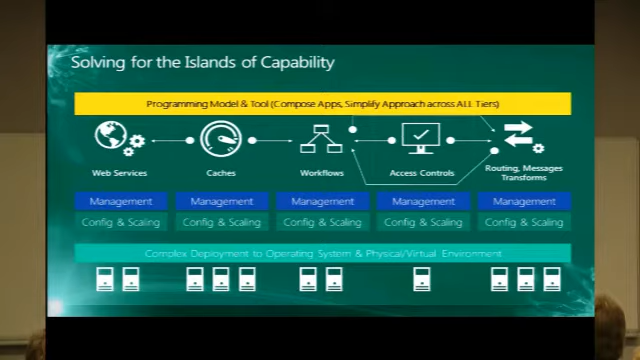 Solving for the Islands of Capability
Programming Model & Tool (Compose Apps, Simplify Approach across ALL Tiers)
Web Services
Caches
Workflows
Access Controls
Routing, Messages
Transforms
Management
Management
Management
Management
Management
Config & Scaling
Config & Scaling
Config & Scaling
Config & Scaling
Config & Scaling
Complex Deployment to Operating System & Physical/Virtual Environment